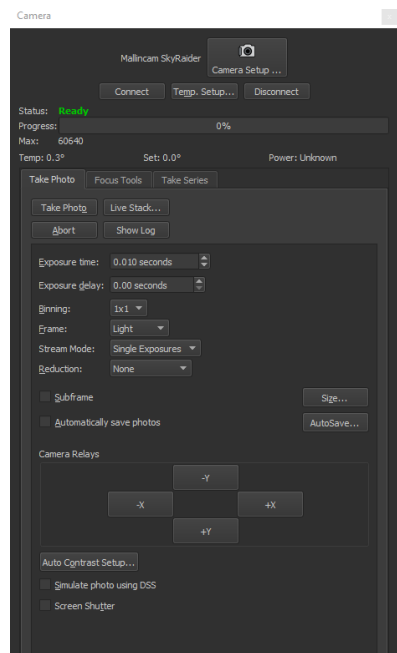 Camera
Mallincam SkyRaider
Camera Setup ...
Connect Temp. Setup... Disconnect
Status: Ready
Progress: 0%
Max: 60640
Temp: 0.3° Set: 0.0° Power: Unknown
Take Photo Focus Tools Take Series
Take Photo Live Stack...
Abort Show Log
Exposure time: 0.010 seconds
Exposure delay: 0.00 seconds
Binning: 1x1
Frame: Light
Stream Mode: Single Exposures
Reduction: None
Subframe Size...
Automatically save photos AutoSave...
Camera Relays
-Y
-X +X
+Y
Auto Contrast Setup...
Simulate photo using DSS
Screen Shutter